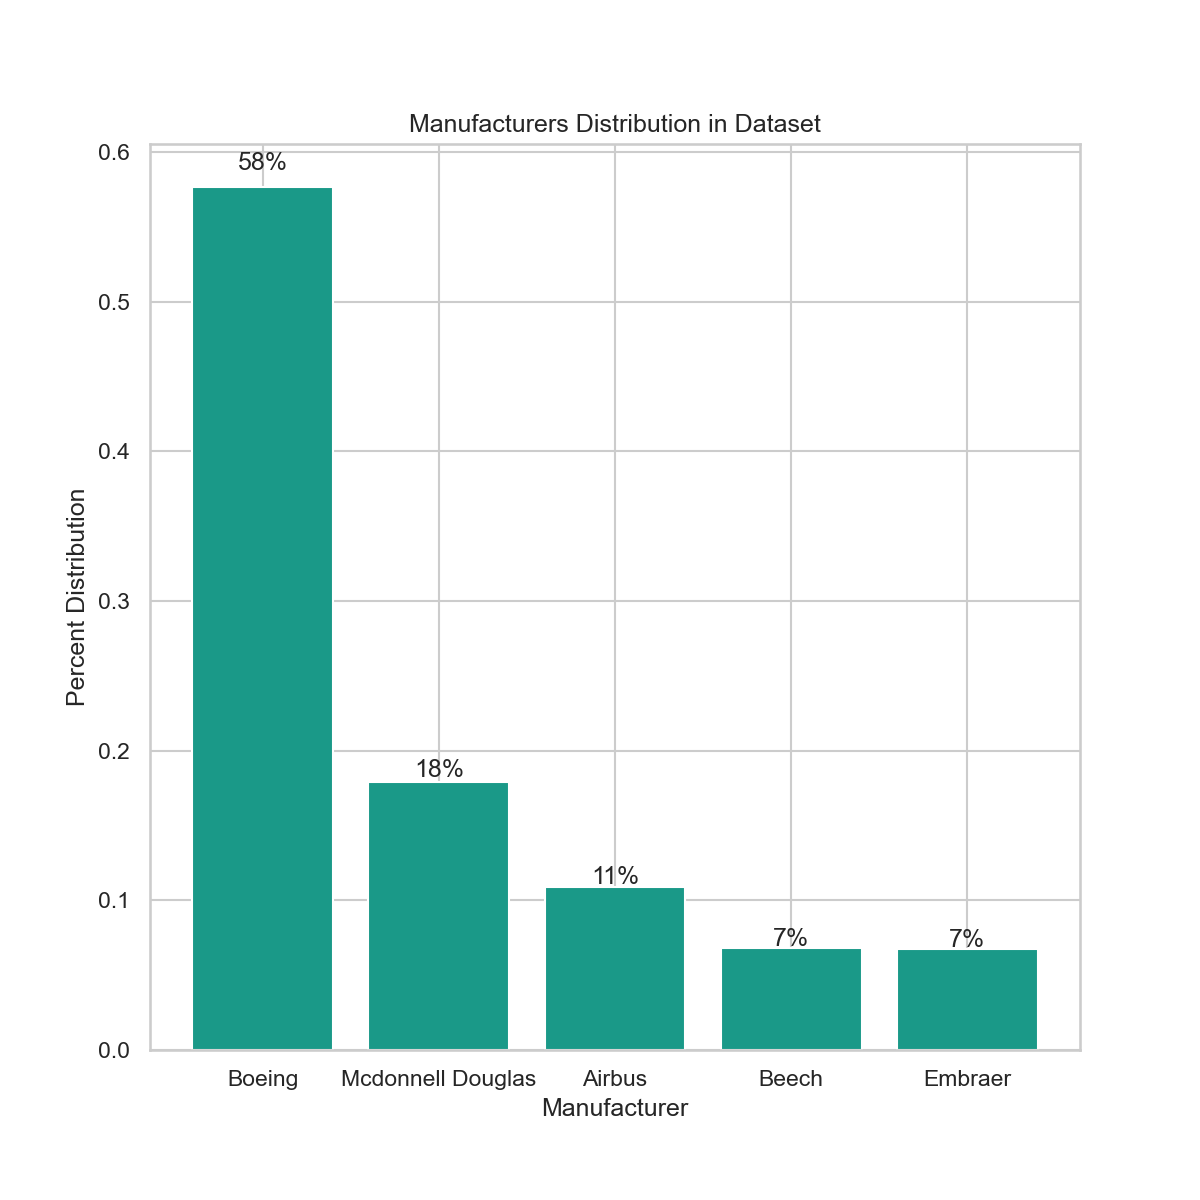 Manufacturers Distribution in Dataset
0.6
0.5
0.4
0.3
0.2
0.1
0.0
Percent Distribution
58%
18%
11%
7%
7%
Boeing
Mcdonnell Douglas
Airbus
Beech
Embraer
Manufacturer